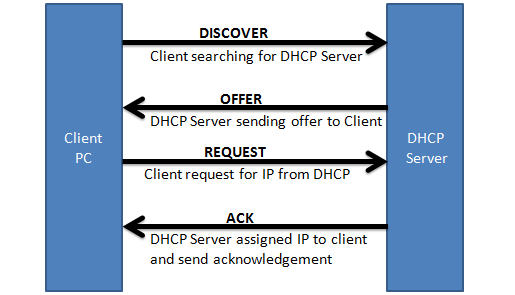 DISCOVER
Client searching for DHCP Server
OFFER
DHCP Server sending offer to Client
Client
PC
DHCP
Server
REQUEST
Client request for IP from DHCP
ACK
DHCP Server assigned IP to client
and send acknowledgement